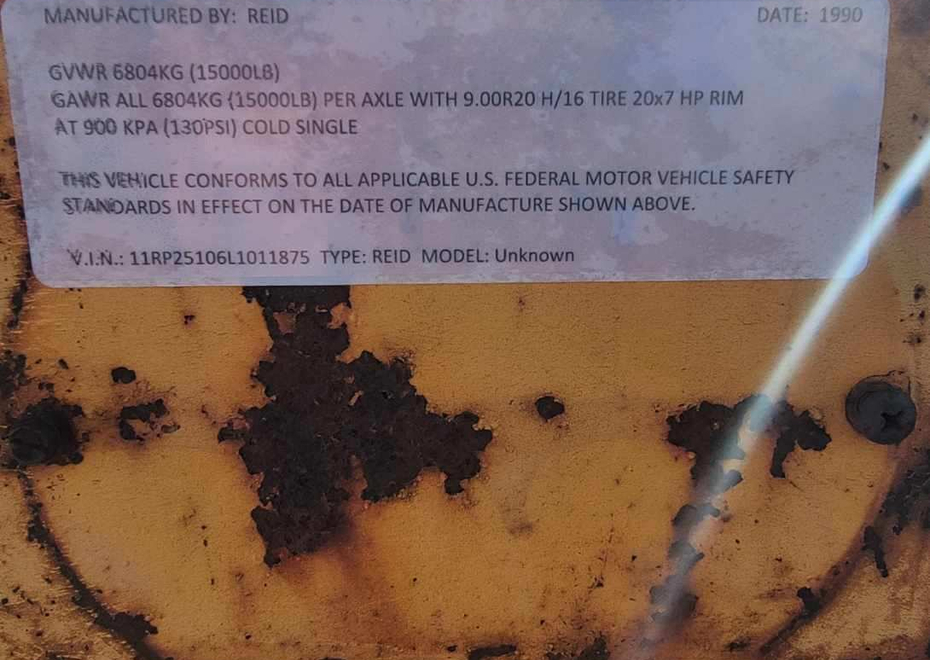 MANUFACTURED BY: REID DATE: 1990
GVWR 6804KG (15000LB)
GAWR ALL 6804KG (15000LB) PER AXLE WITH 9.00R20 H/16 TIRE 20x7 HP RIM
AT 900 KPA (130PSI) COLD SINGLE
THIS VEHICLE CONFORMS TO ALL APPLICABLE U.S. FEDERAL MOTOR VEHICLE SAFETY
STANDARDS IN EFFECT ON THE DATE OF MANUFACTURE SHOWN ABOVE.
V.I.N.: 11RP25106L1011875 TYPE: REID MODEL: Unknown